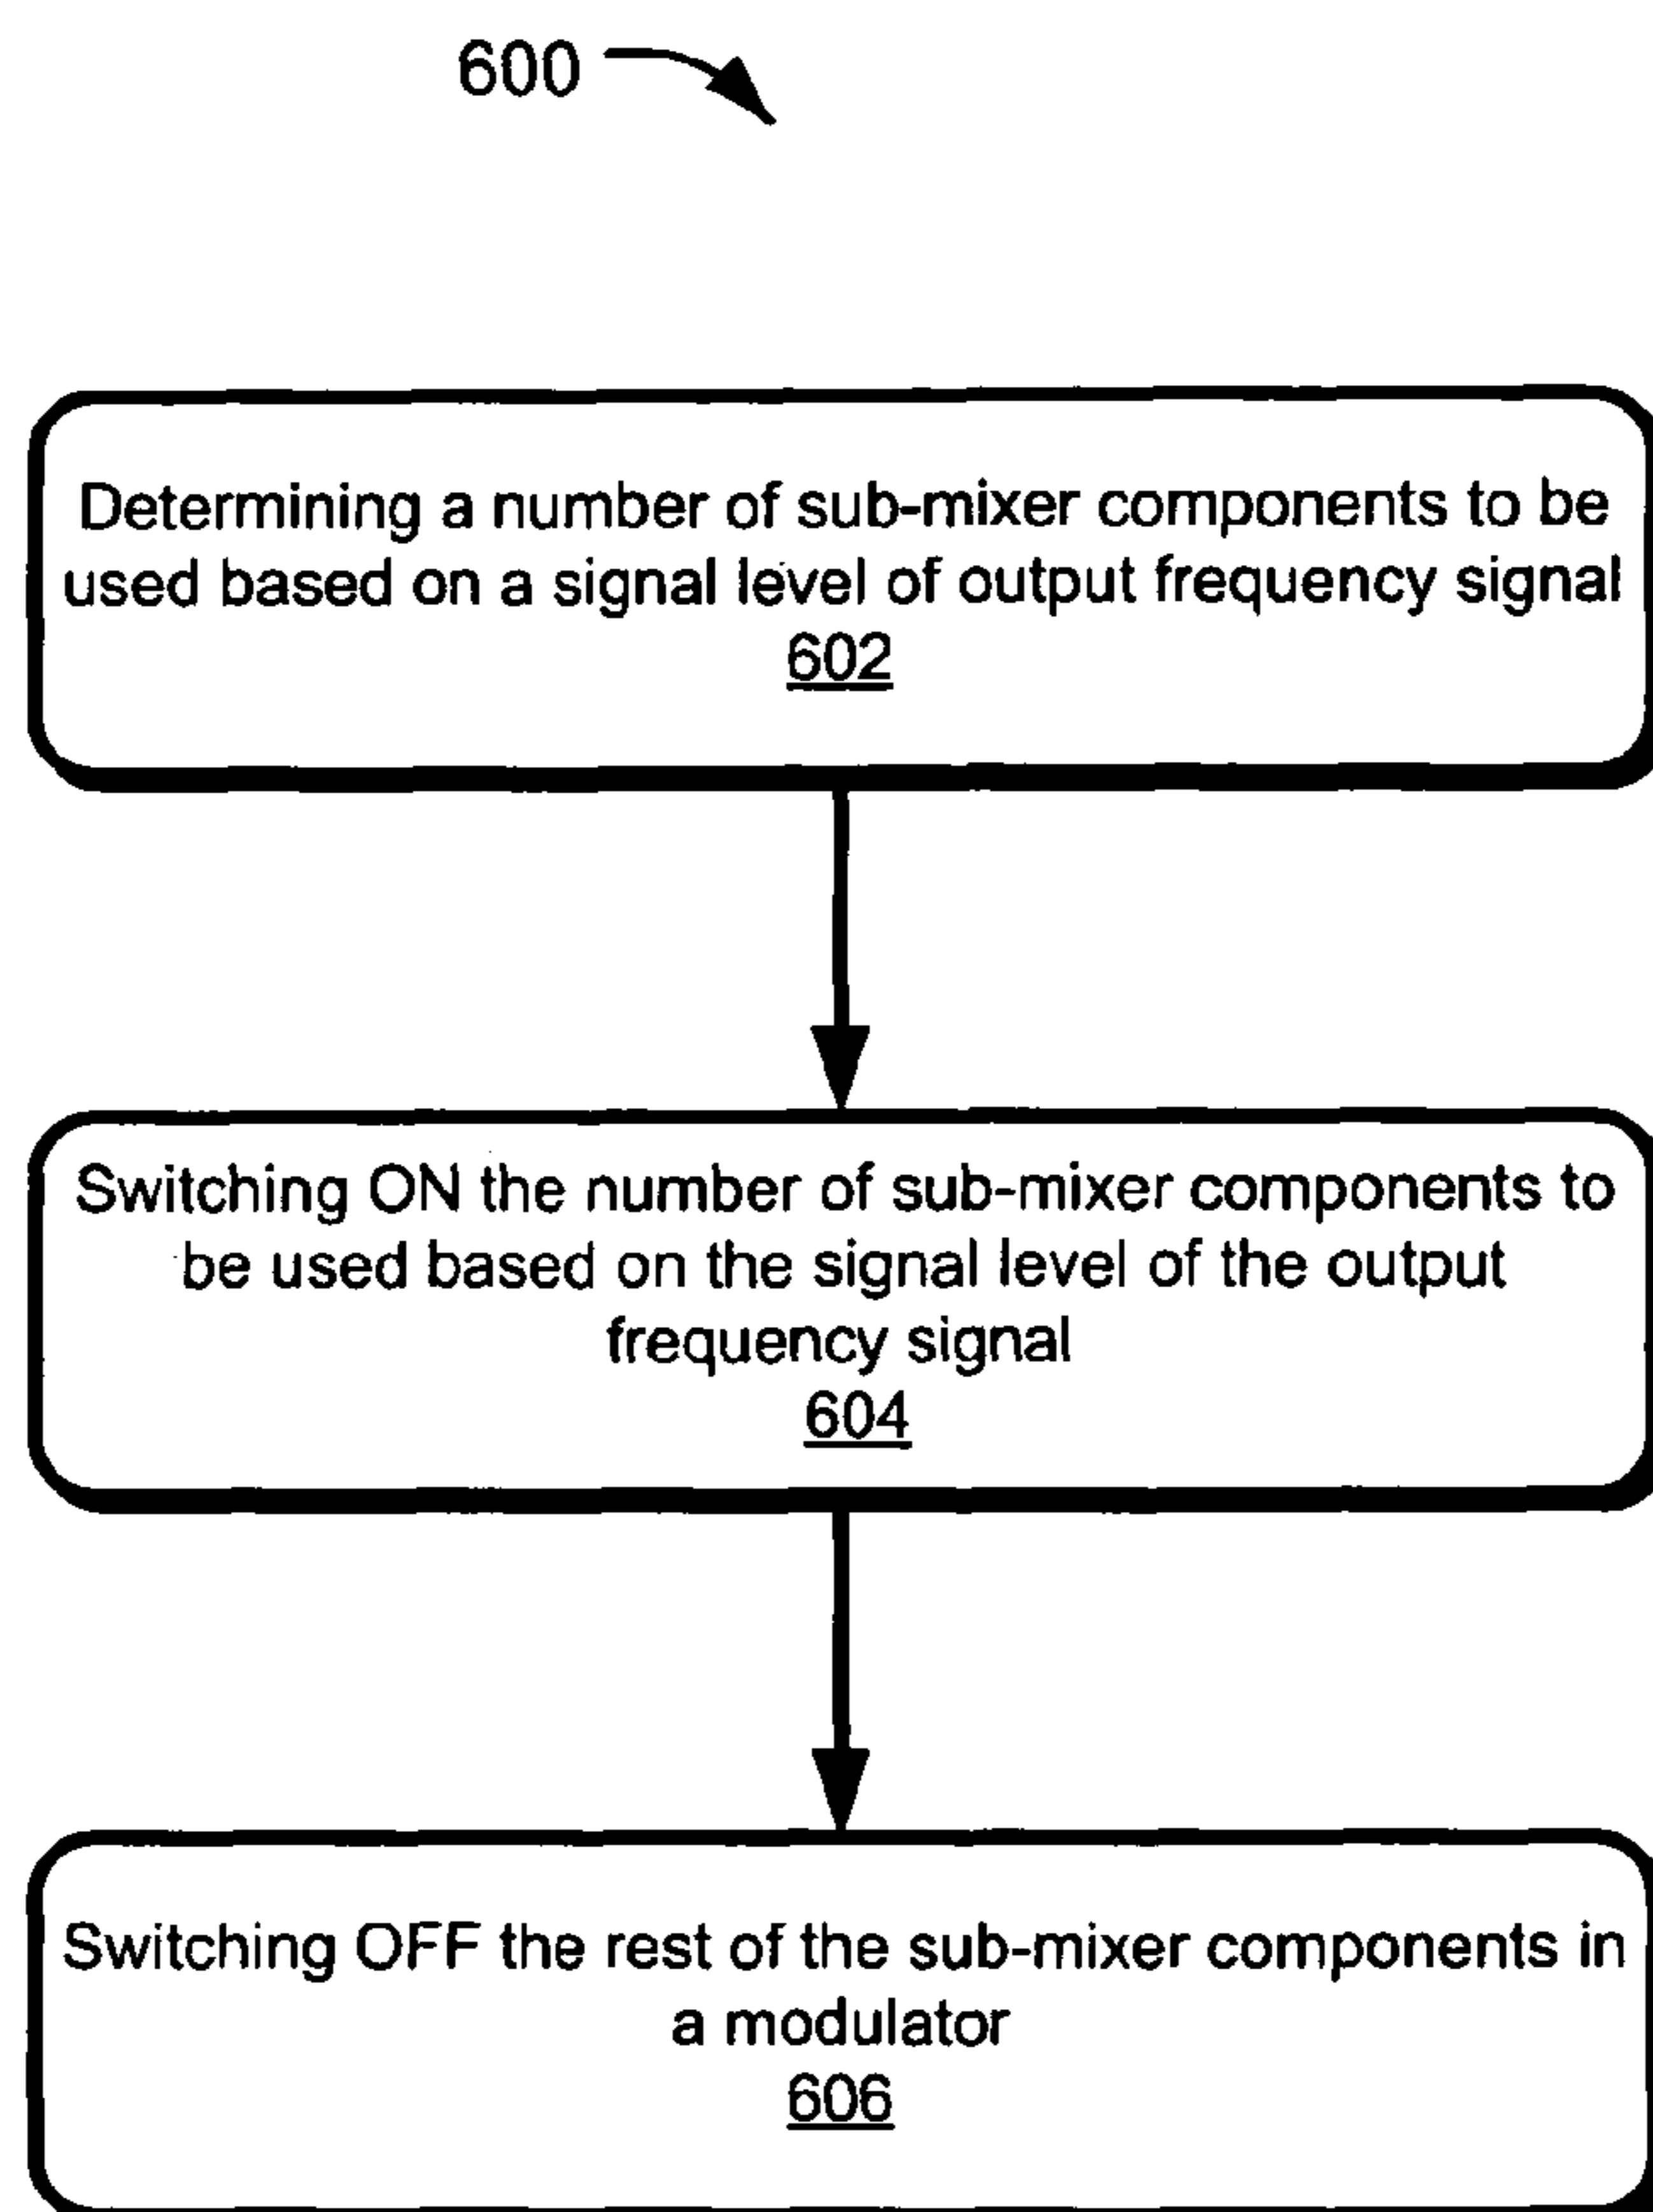 600
Determining a number of sub-mixer components to be
used based on a signal level of output frequency signal
602
Switching ON the number of sub-mixer components to
be used based on the signal level of the output
frequency signal
604
Switching OFF the rest of the sub-mixer components in
a modulator
606